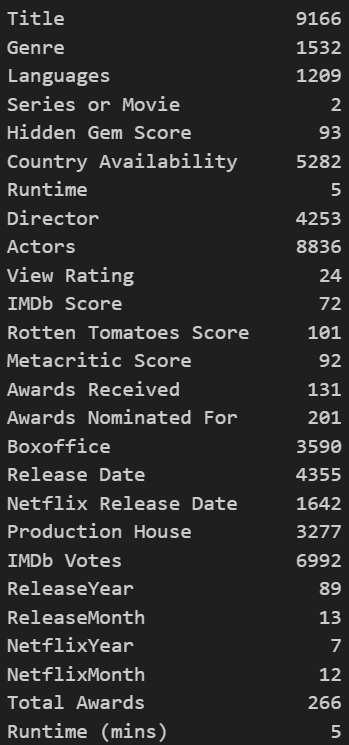 Title 9166
Genre 1532
Languages 1209
Series or Movie 2
Hidden Gem Score 93
Country Availability 5282
Runtime 5
Director 4253
Actors 8836
View Rating 24
IMDb Score 72
Rotten Tomatoes Score 101
Metacritic Score 92
Awards Received 131
Awards Nominated For 201
Boxoffice 3590
Release Date 4355
Netflix Release Date 1642
Production House 3277
IMDb Votes 6992
ReleaseYear 89
ReleaseMonth 13
NetflixYear 7
NetflixMonth 12
Total Awards 266
Runtime (mins) 5